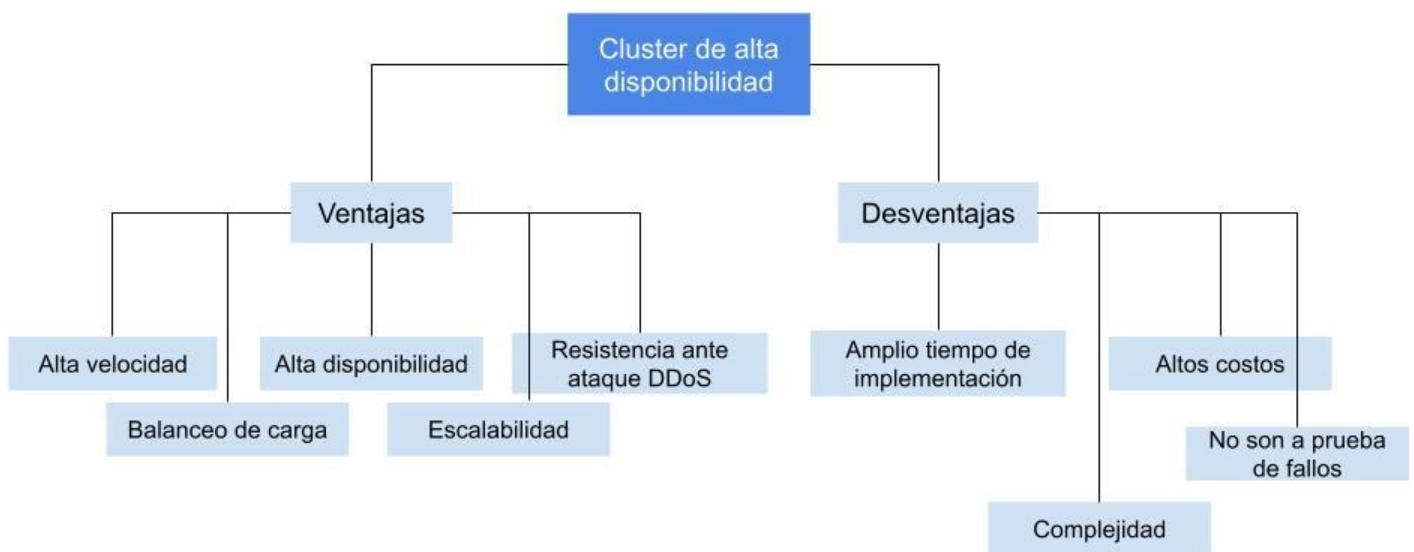 Cluster de alta
disponibilidad
Ventajas
Desventajas
Alta velocidad
Balanceo de carga
Alta disponibilidad
Escalabilidad
Resistencia ante
ataque DDoS
Amplio tiempo de
implementación
Complejidad
Altos costos
No son a prueba
de fallos